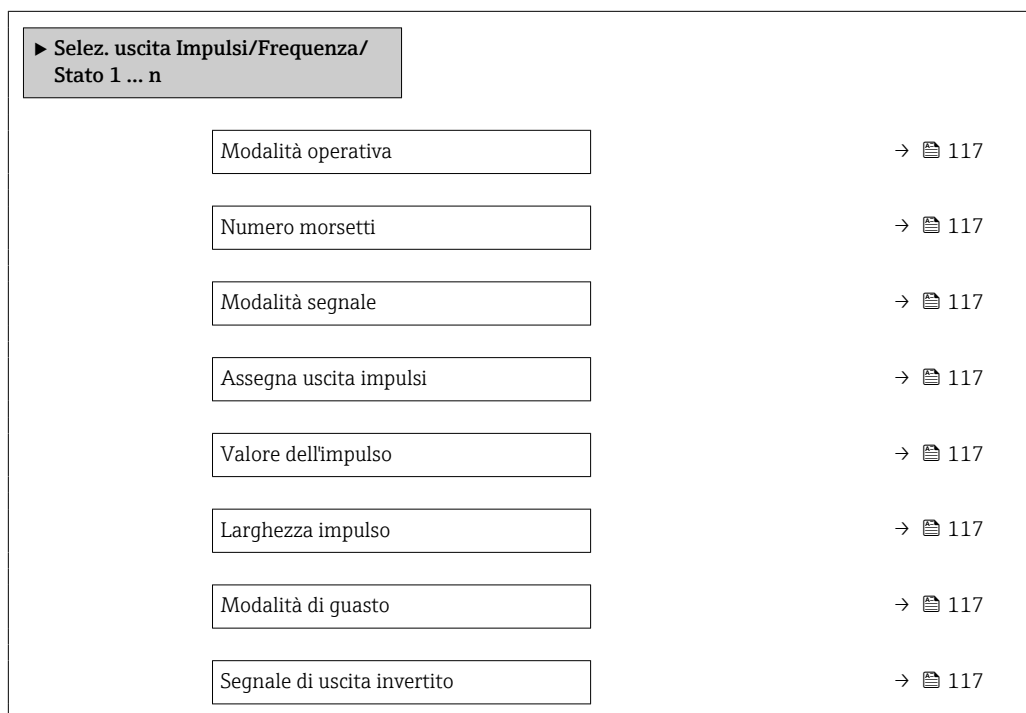 ▶ Selez. uscita Impulsi/Frequenza/
Stato 1 … n
Modalità operativa → 117
Numero morsetti → 117
Modalità segnale → 117
Assegna uscita impulsi → 117
Valore dell'impulso → 117
Larghezza impulso → 117
Modalità di guasto → 117
Segnale di uscita invertito → 117